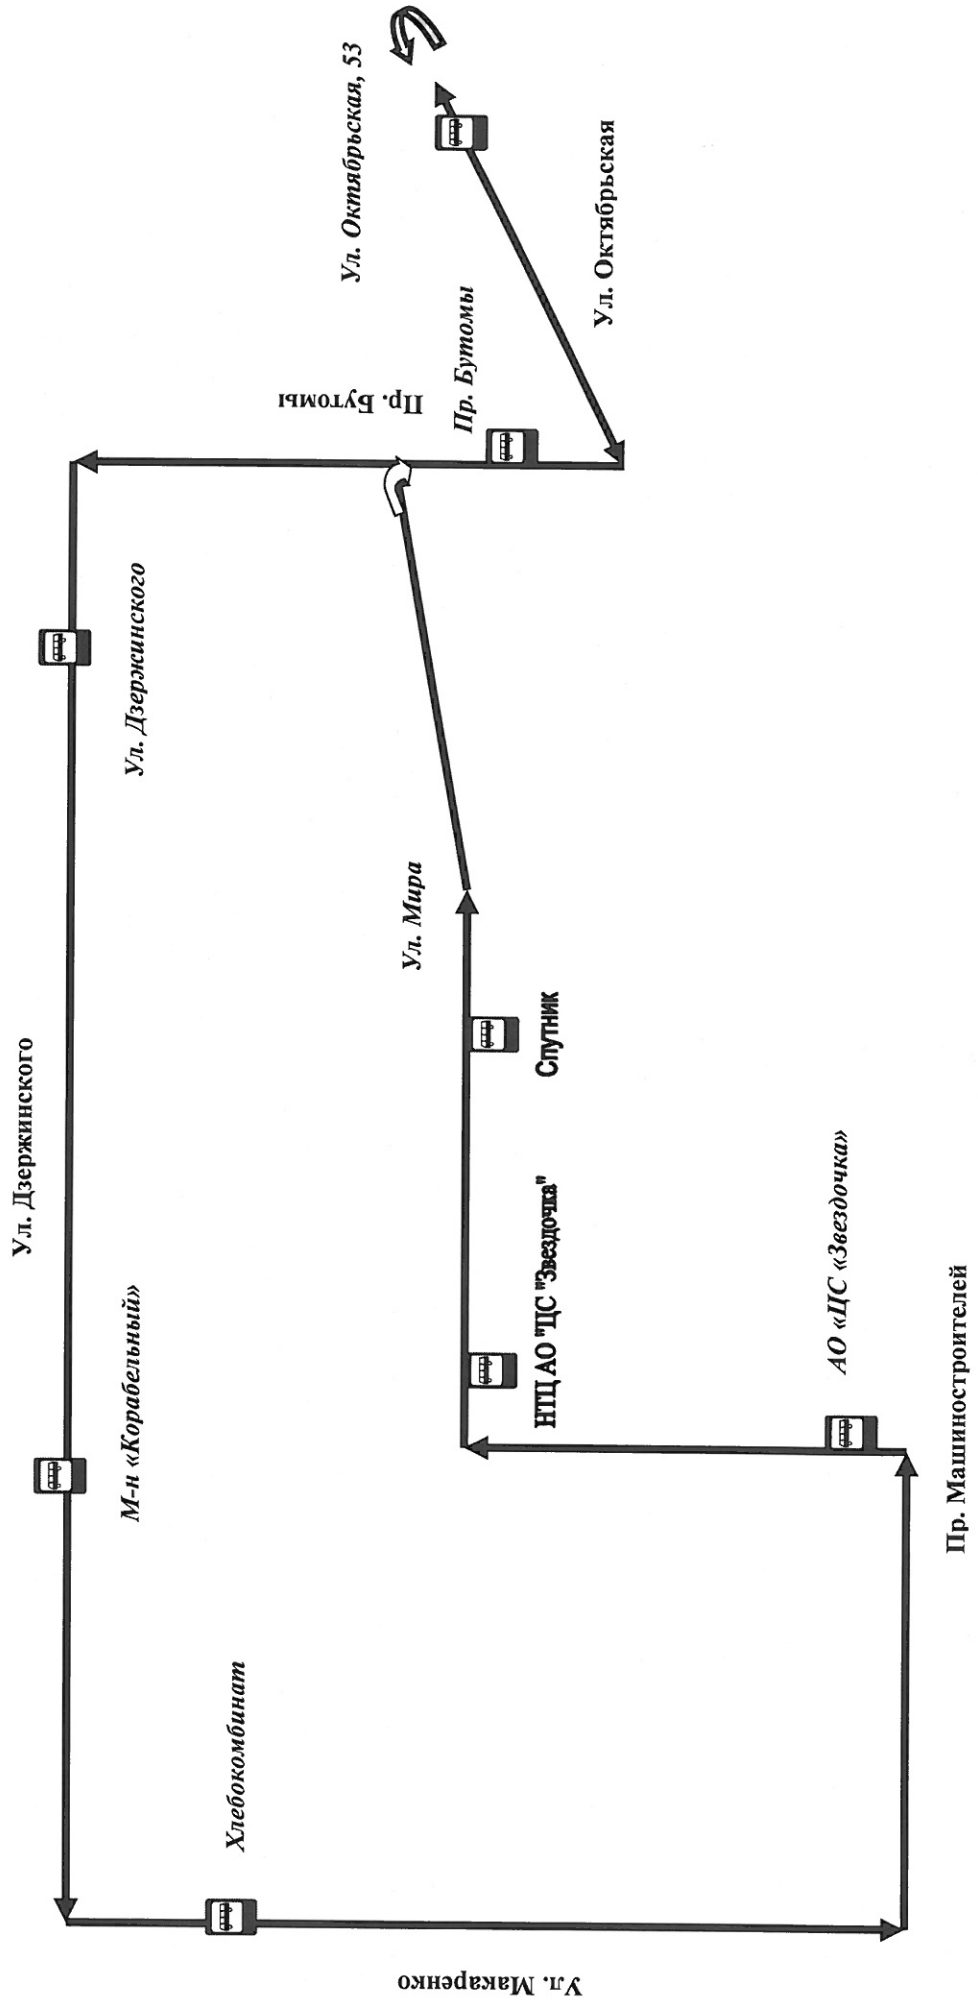 Ул. Дзержинского
М-н «Корабельный»
Ул. Дзержинского
Хлебокомбинат
Ул. Макаренко
Пр. Бутомы
Ул. Октябрьская, 53
Пр. Бутомы
Ул. Мира
Ул. Октябрьская
НТЦ АО "ЦС "Звездочка"
Спутник
АО «ЦС «Звездочка»
Пр. Машиностроителей